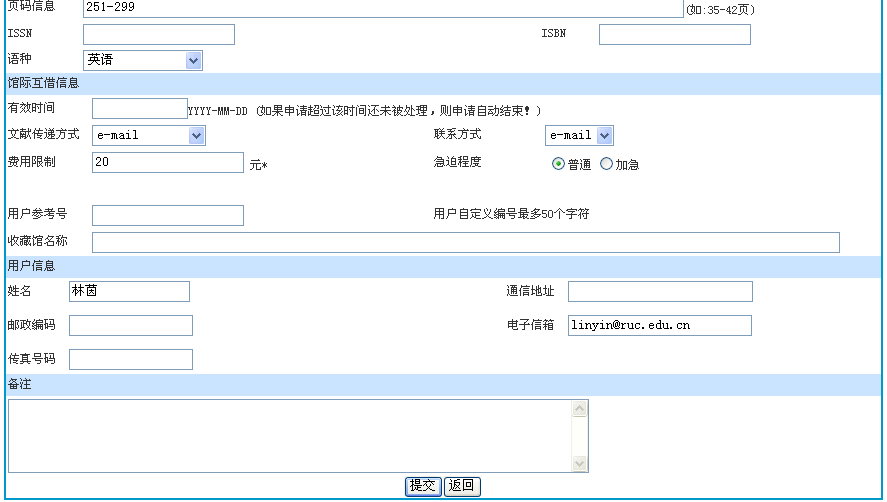 页码信息 251-299 (如:35-42页)
ISSN ISBN
语种 英语
馆际互借信息
有效时间 YYYY-MM-DD (如果申请超过该时间还未被处理，则申请自动结束！)
文献传递方式 e-mail 联系方式 e-mail
费用限制 20 元* 急迫程度 普通 加急
用户参考号 用户自定义编号最多50个字符
收藏馆名称
用户信息
姓名 林茵 通信地址
邮政编码 电子信箱 linyin@ruc.edu.cn
传真号码
备注
提交 返回